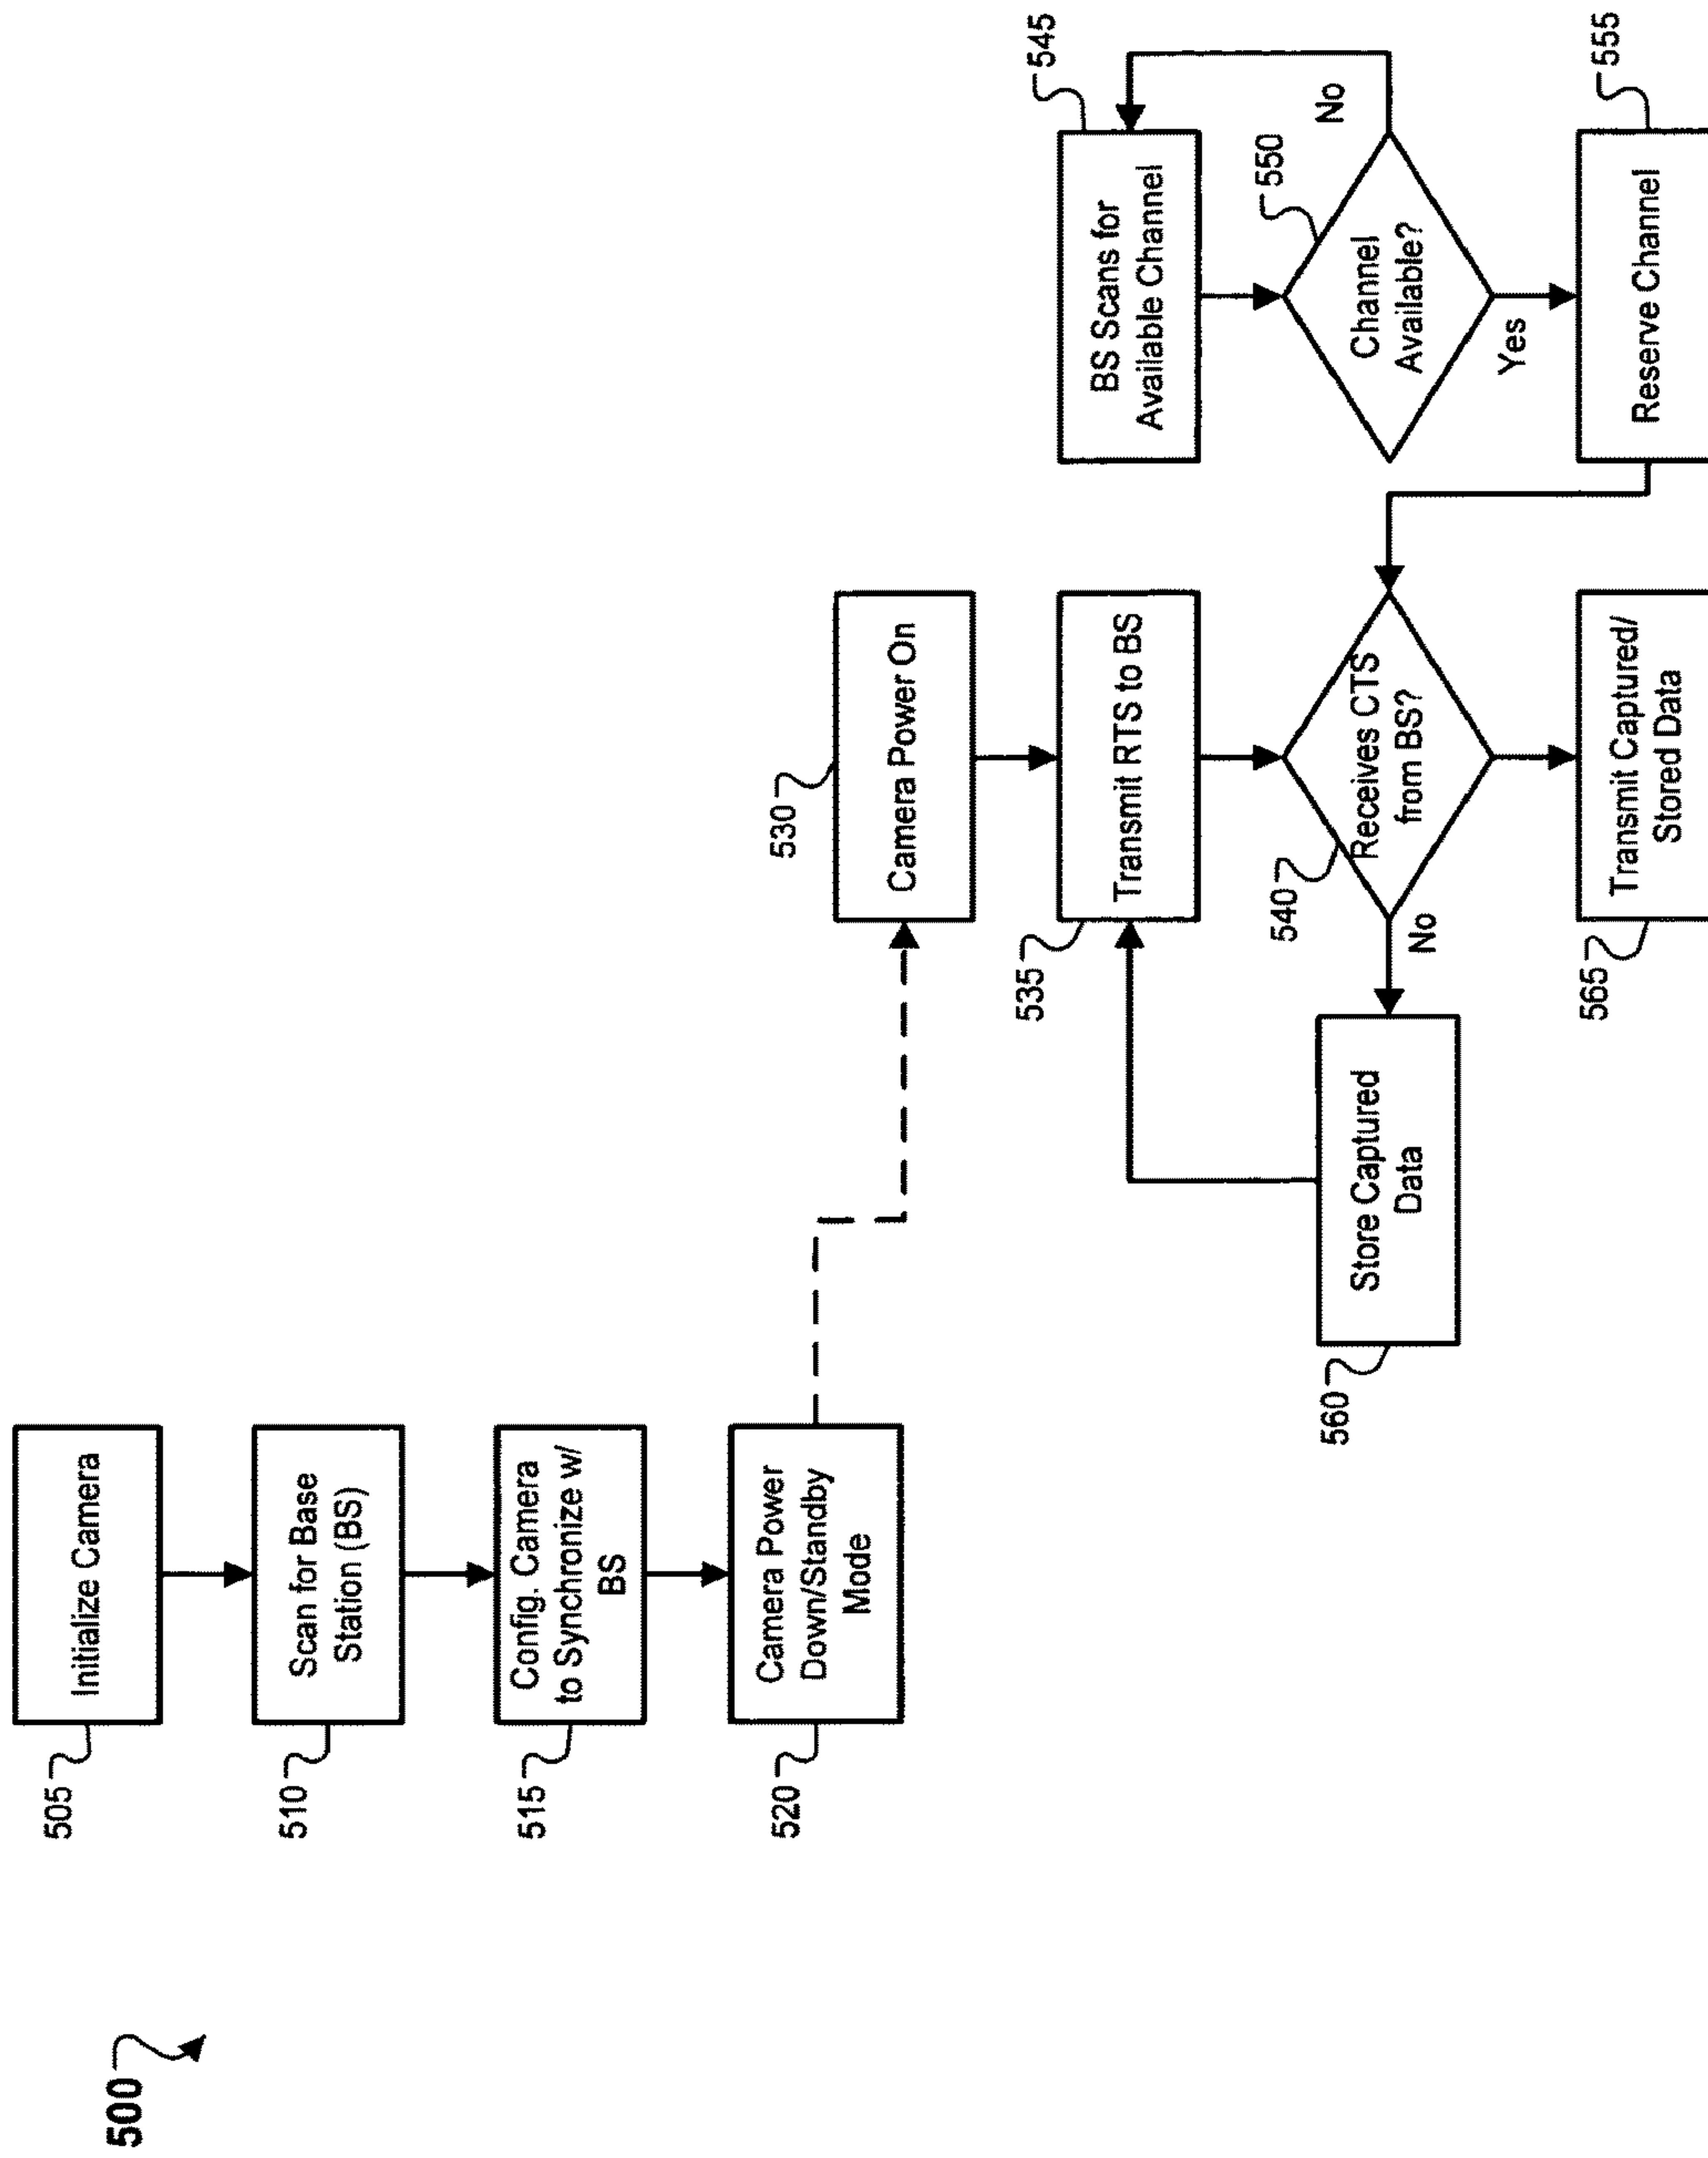 500
505
Initialize Camera
510
Scan for Base
Station (BS)
515
Config. Camera
to Synchronize w/
BS
520
Camera Power
Down/Standby
Mode
530
Camera Power On
535
Transmit RTS to BS
540
Receives CTS
from BS?
No
560
Store Captured
Data
565
Transmit Captured/
Stored Data
545
BS Scans for
Available Channel
550
Channel
Available?
No
Yes
555
Reserve Channel